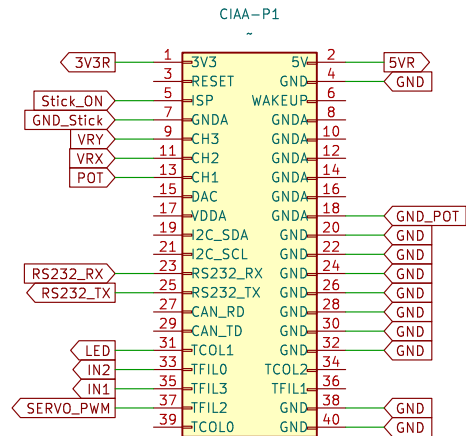 CIAA-P1
~
3V3R 1 3V3 5V 2 5VR
3 RESET GND 4 GND
Stick_ON 5 ISP WAKEUP 6
GND_Stick 7 GNDA GNDA 8
VRY 9 CH3 GNDA 10
VRX 11 CH2 GNDA 12
POT 13 CH1 GNDA 14
15 DAC GNDA 16
17 VDDA GNDA 18 GND_POT
19 I2C_SDA GND 20 GND
21 I2C_SCL GND 22 GND
RS232_RX 23 RS232_RX GND 24 GND
RS232_TX 25 RS232_TX GND 26 GND
27 CAN_RD GND 28 GND
29 CAN_TD GND 30 GND
LED 31 TCOL1 GND 32 GND
IN2 33 TFIL0 TCOL2 34
IN1 35 TFIL3 TFIL1 36
SERVO_PWM 37 TFIL2 GND 38 GND
39 TCOL0 GND 40 GND